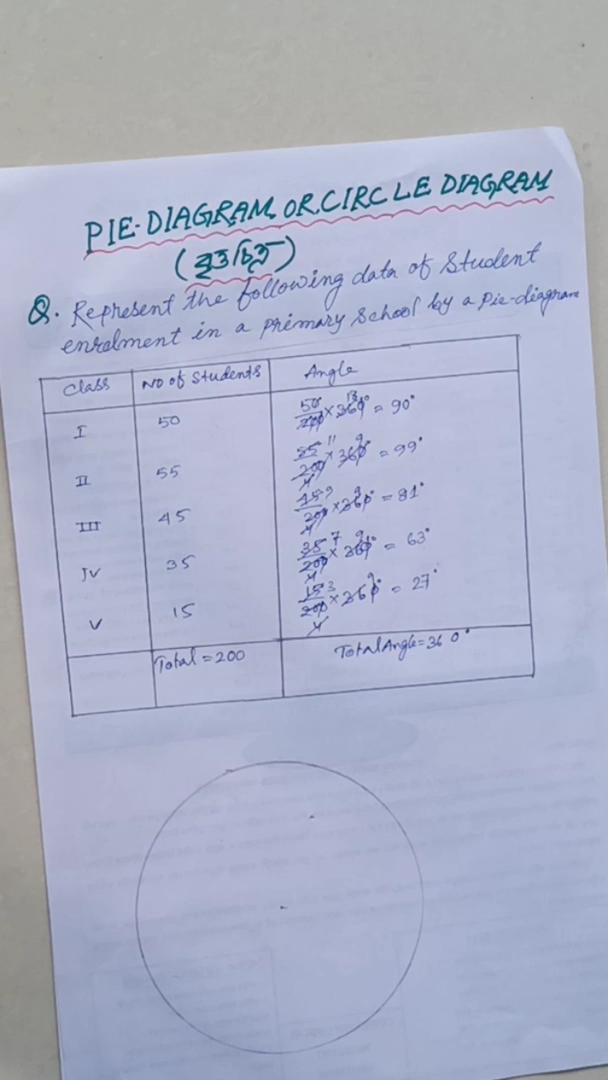 PIE-DIAGRAM OR CIRCLE DIAGRAM
(বৃত্তচিত্র)
Q. Represent the following data of Student
enrolment in a primary School by a Pie-diagram
Class | No of Students | Angle
I | 50 | 50/200 × 360° = 90°
II | 55 | 55/200 × 360° = 99°
III | 45 | 45/200 × 360° = 81°
IV | 35 | 35/200 × 360° = 63°
V | 15 | 15/200 × 360° = 27°
Total = 200 | Total Angle = 360°